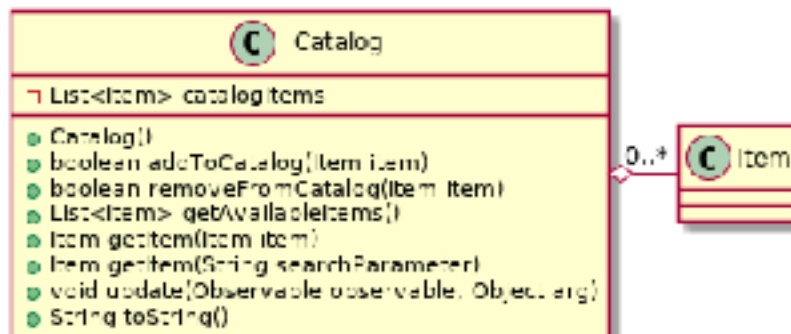 C Catalog
List<Item> catalogItems
Catalog()
boolean addToCatalog(Item item)
boolean removeFromCatalog(Item item)
List<Item> getAvailableItems()
Item getItem(Item item)
Item getItem(String searchParameter)
void update(Observable observable, Object arg)
String toString()
0..*
C Item